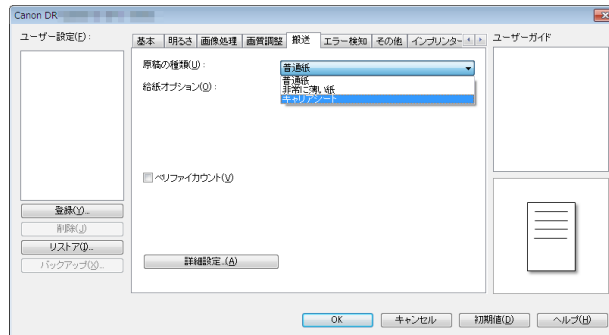 Canon DR
ユーザー設定(F):
基本 明るさ 画像処理 画質調整 搬送 エラー検知 その他 インプリンター
ユーザーガイド
原稿の種類(U):
普通紙
普通紙
非常に薄い紙
キャリアシート
給紙オプション(O):
ベリファイカウント(V)
登録(Y)...
削除(J)
リストア(I)...
バックアップ(X)...
詳細設定...(A)
OK キャンセル 初期値(D) ヘルプ(H)